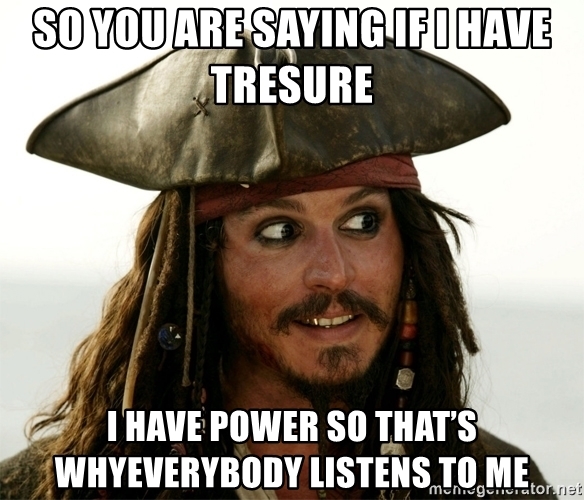 SO YOU ARE SAYING IF I HAVE
TRESURE
I HAVE POWER SO THAT'S
WHYEVERYBODY LISTENS TO ME
memegenerator.net